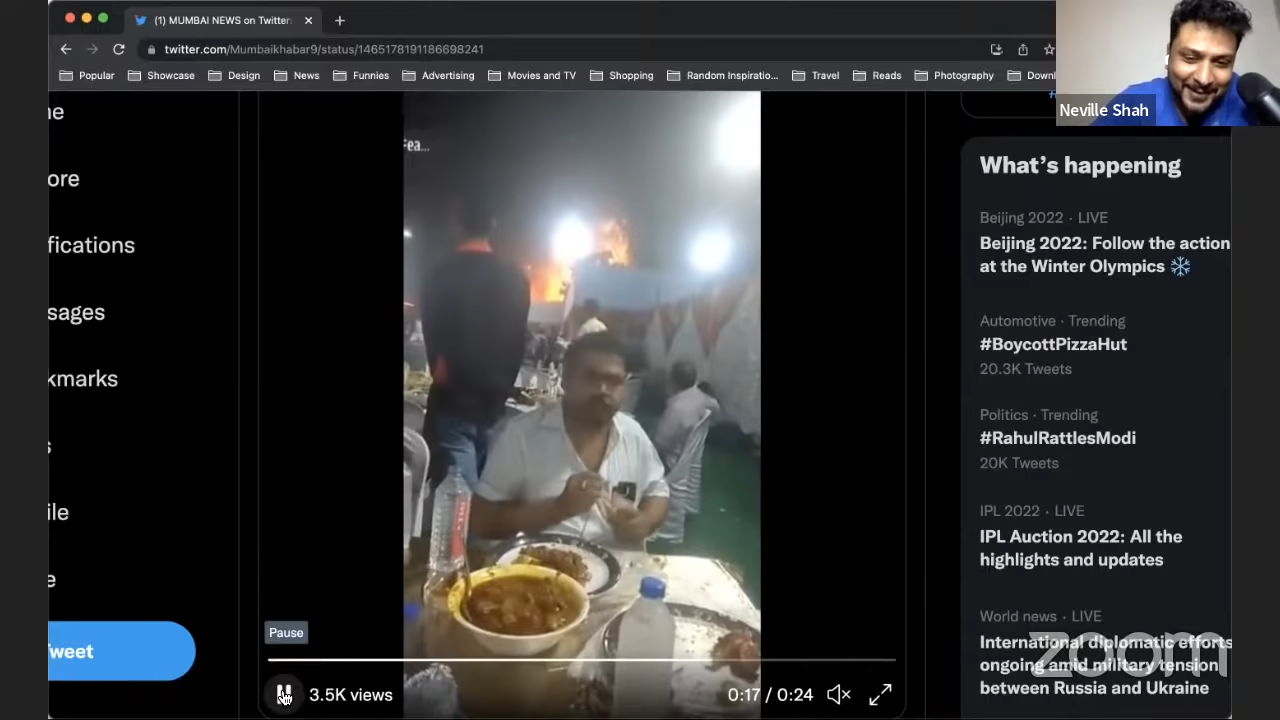 (1) MUMBAI NEWS on Twitter:
twitter.com/Mumbaikhabar9/status/1465178191186698241
Popular
Showcase
Design
News
Funnies
Advertising
Movies and TV
Shopping
Random Inspiratio...
Travel
Reads
Photography
Downl
Neville Shah
me
ore
fications
sages
kmarks
s
ile
e
Tweet
Fea...
Pause
3.5K views
0:17 / 0:24
What's happening
Beijing 2022 · LIVE
Beijing 2022: Follow the action
at the Winter Olympics
Automotive · Trending
#BoycottPizzaHut
20.3K Tweets
Politics · Trending
#RahulRattlesModi
20K Tweets
IPL 2022 · LIVE
IPL Auction 2022: All the
highlights and updates
World news · LIVE
International diplomatic efforts
ongoing amid military tension
between Russia and Ukraine
zoom